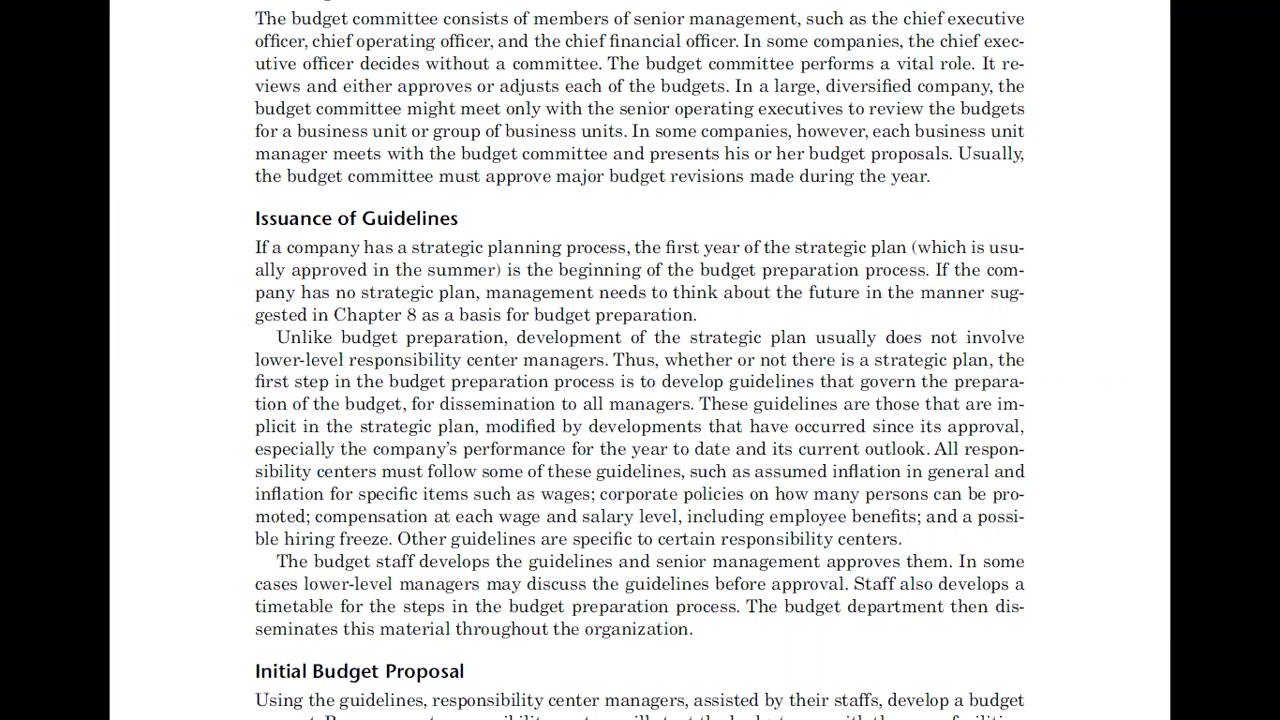 The budget committee consists of members of senior management, such as the chief executive
officer, chief operating officer, and the chief financial officer. In some companies, the chief exec-
utive officer decides without a committee. The budget committee performs a vital role. It re-
views and either approves or adjusts each of the budgets. In a large, diversified company, the
budget committee might meet only with the senior operating executives to review the budgets
for a business unit or group of business units. In some companies, however, each business unit
manager meets with the budget committee and presents his or her budget proposals. Usually,
the budget committee must approve major budget revisions made during the year.
Issuance of Guidelines
If a company has a strategic planning process, the first year of the strategic plan (which is usu-
ally approved in the summer) is the beginning of the budget preparation process. If the com-
pany has no strategic plan, management needs to think about the future in the manner sug-
gested in Chapter 8 as a basis for budget preparation.
Unlike budget preparation, development of the strategic plan usually does not involve
lower-level responsibility center managers. Thus, whether or not there is a strategic plan, the
first step in the budget preparation process is to develop guidelines that govern the prepara-
tion of the budget, for dissemination to all managers. These guidelines are those that are im-
plicit in the strategic plan, modified by developments that have occurred since its approval,
especially the company's performance for the year to date and its current outlook. All respon-
sibility centers must follow some of these guidelines, such as assumed inflation in general and
inflation for specific items such as wages; corporate policies on how many persons can be pro-
moted; compensation at each wage and salary level, including employee benefits; and a possi-
ble hiring freeze. Other guidelines are specific to certain responsibility centers.
The budget staff develops the guidelines and senior management approves them. In some
cases lower-level managers may discuss the guidelines before approval. Staff also develops a
timetable for the steps in the budget preparation process. The budget department then dis-
seminates this material throughout the organization.
Initial Budget Proposal
Using the guidelines, responsibility center managers, assisted by their staffs, develop a budget